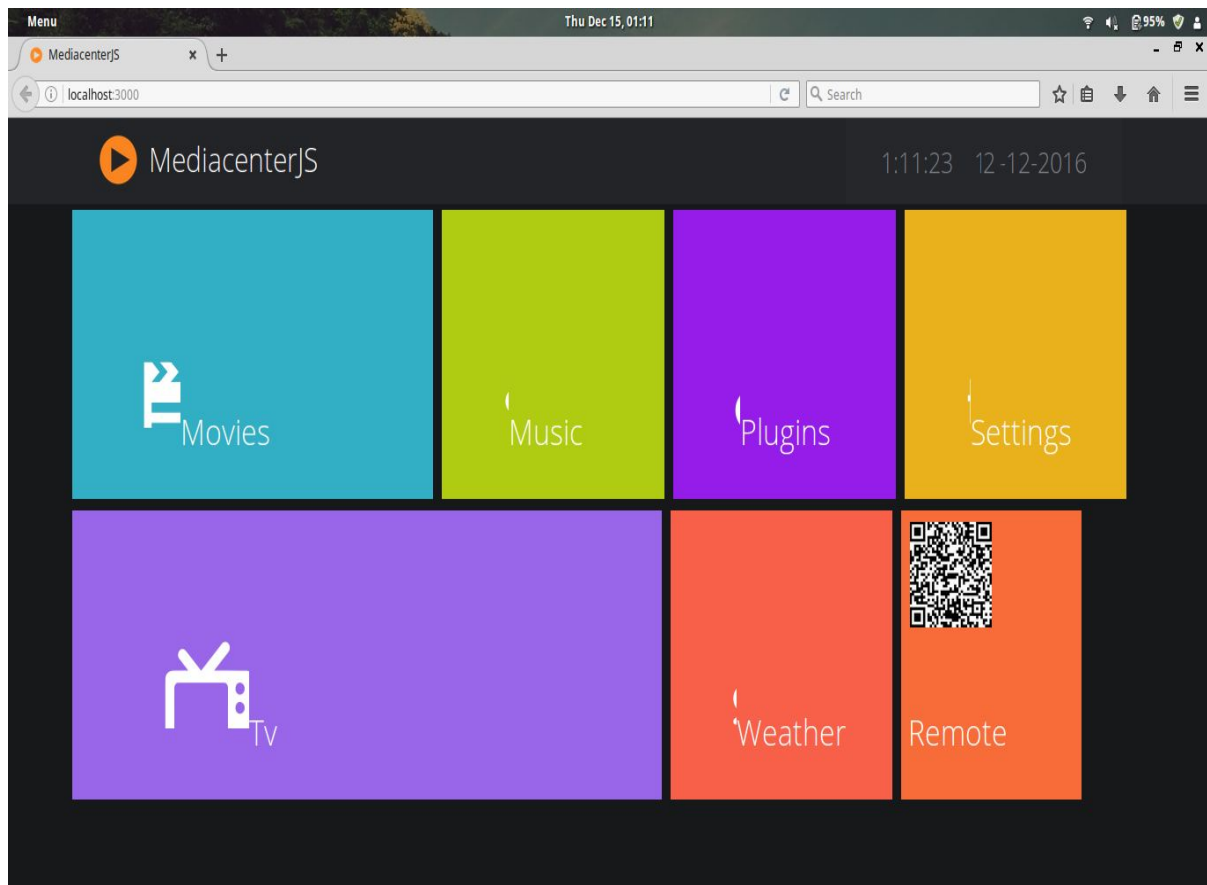 Menu
Thu Dec 15, 01:11
95%
MediacenterJS
localhost:3000
Search
MediacenterJS
1:11:23 12-12-2016
Movies
Music
Plugins
Settings
Tv
Weather
Remote